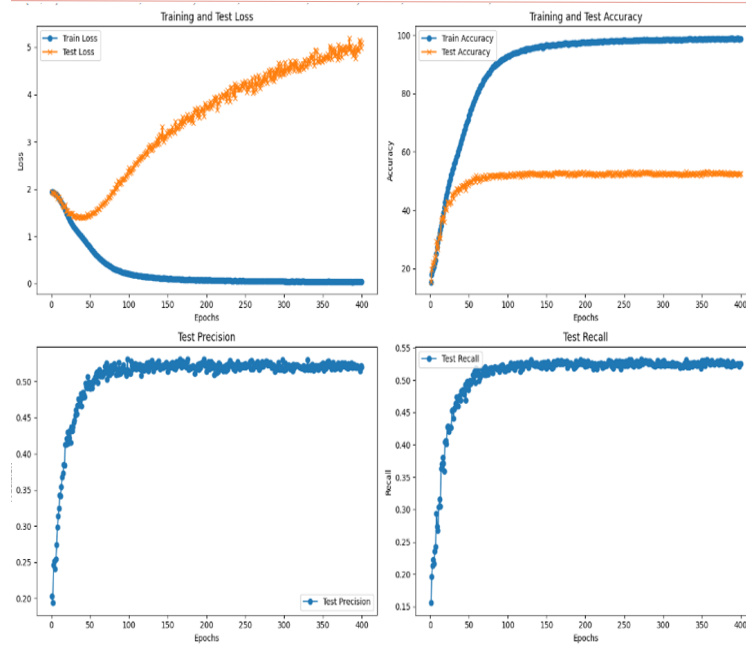 Training and Test Loss
Train Loss
Test Loss
5
4
3
2
1
0
Loss
0 50 100 150 200 250 300 350 400
Epochs
Training and Test Accuracy
Train Accuracy
Test Accuracy
100
80
60
40
20
Accuracy
0 50 100 150 200 250 300 350 400
Epochs
Test Precision
0.50
0.45
0.40
0.35
0.30
0.25
0.20
Test Precision
0 50 100 150 200 250 300 350 400
Epochs
Test Recall
Test Recall
0.55
0.50
0.45
0.40
0.35
0.30
0.25
0.20
0.15
Recall
0 50 100 150 200 250 300 350 400
Epochs